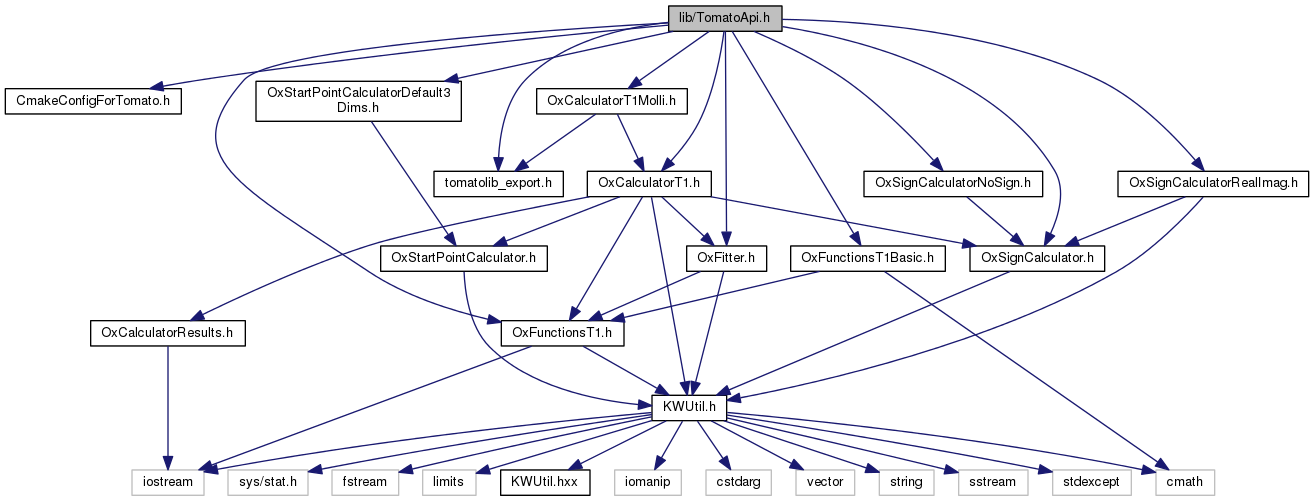 lib/TomatoApi.h
CmakeConfigForTomato.h
OxStartPointCalculatorDefault3
Dims.h
OxCalculatorT1Molli.h
tomatolib_export.h
OxCalculatorT1.h
OxSignCalculatorNoSign.h
OxSignCalculatorRealImag.h
OxStartPointCalculator.h
OxFitter.h
OxFunctionsT1Basic.h
OxSignCalculator.h
OxCalculatorResults.h
OxFunctionsT1.h
KWUtil.h
iostream
sys/stat.h
fstream
limits
KWUtil.hxx
iomanip
cstdarg
vector
string
sstream
stdexcept
cmath